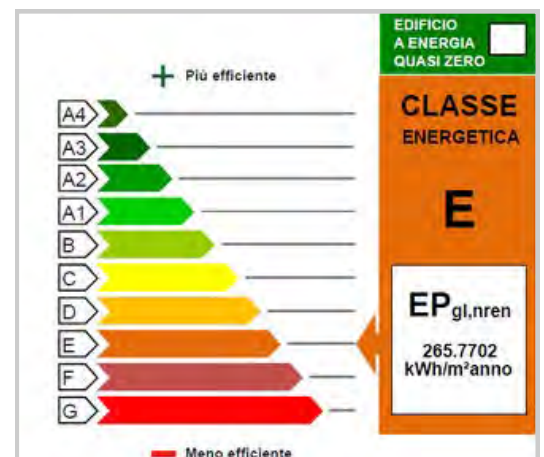 EDIFICIO
A ENERGIA
QUASI ZERO
+ Più efficiente
CLASSE
ENERGETICA
E
A4
A3
A2
A1
B
C
D
E
F
G
EPgl,nren
265.7702
kWh/m²anno
Meno efficiente